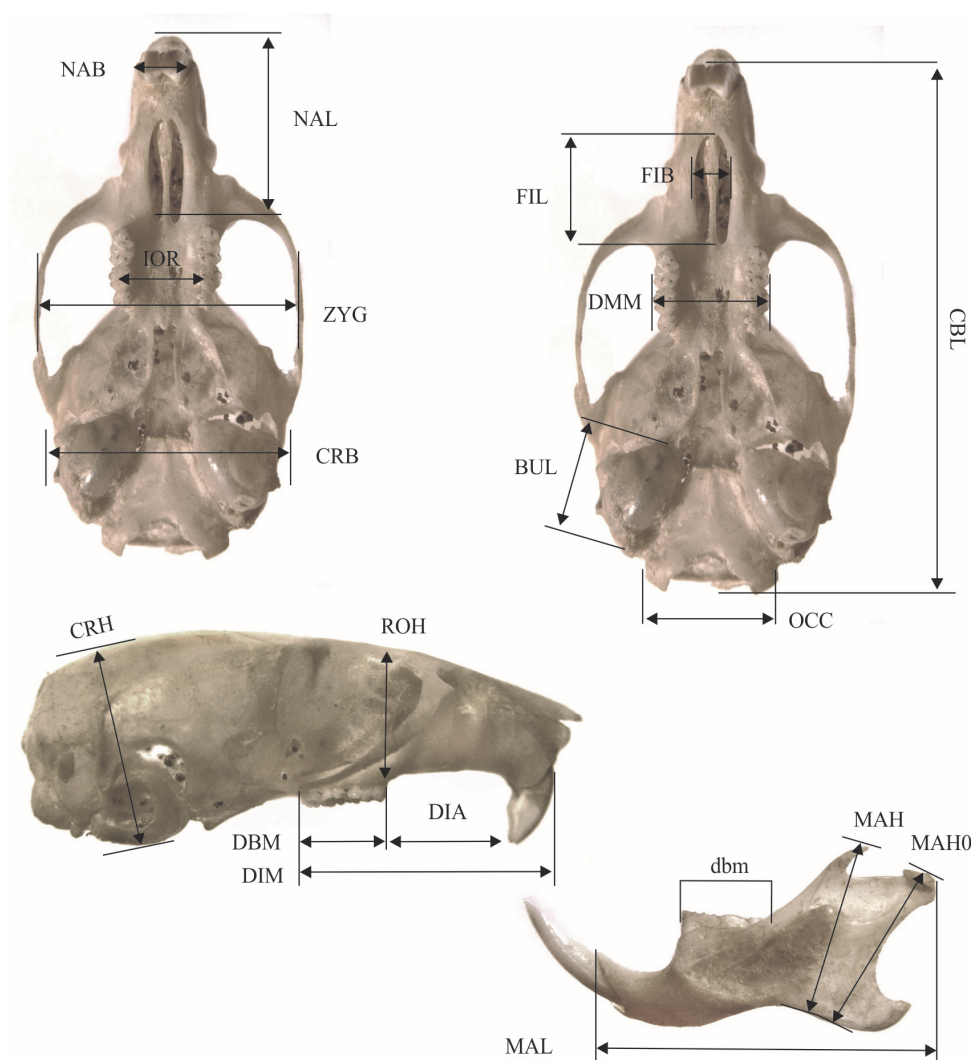 NAB
NAL
IOR
ZYG
CRB
FIB
FIL
DMM
CBL
BUL
OCC
CRH
ROH
DIA
DBM
DIM
MAH
MAH0
dbm
MAL